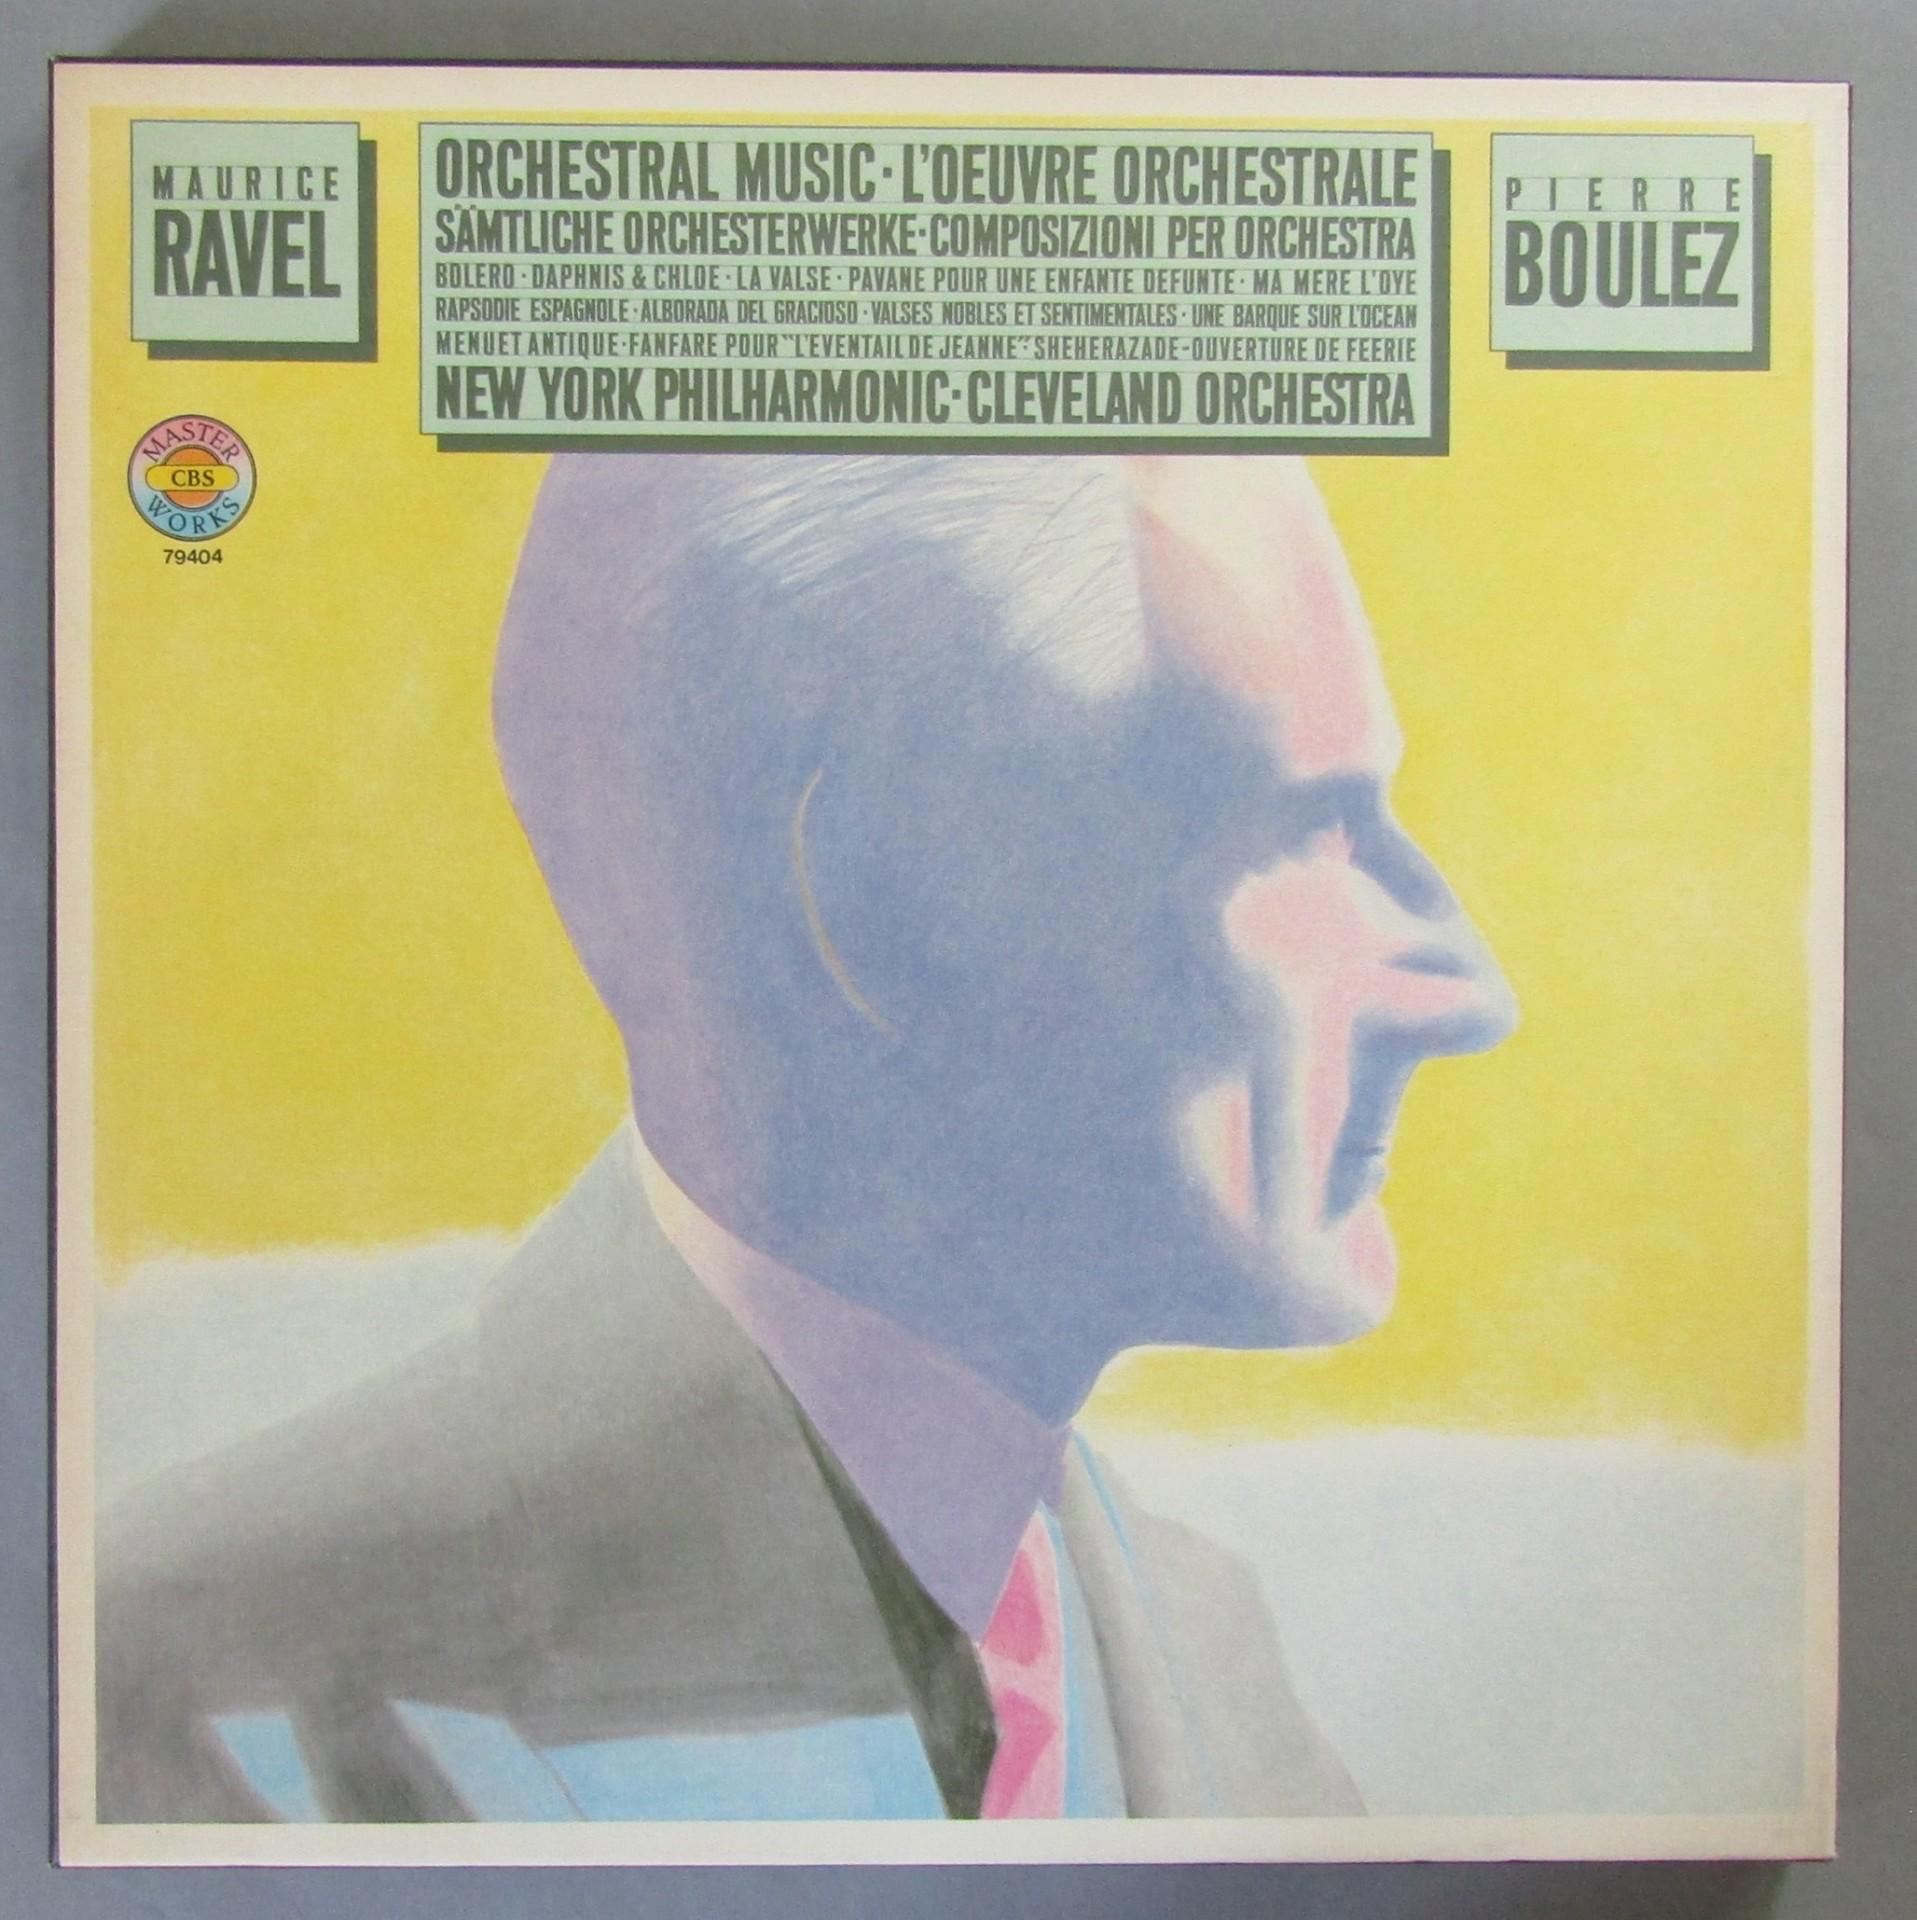 MAURICE
RAVEL
ORCHESTRAL MUSIC · L'OEUVRE ORCHESTRALE
SÄMTLICHE ORCHESTERWERKE · COMPOSIZIONI PER ORCHESTRA
BOLERO · DAPHNIS & CHLOE · LA VALSE · PAVANE POUR UNE ENFANTE DEFUNTE · MA MERE L'OYE
RAPSODIE ESPAGNOLE · ALBORADA DEL GRACIOSO · VALSES NOBLES ET SENTIMENTALES · UNE BARQUE SUR L'OCEAN
MENUET ANTIQUE · FANFARE POUR "L'EVENTAIL DE JEANNE" · SHEHERAZADE-OUVERTURE DE FEERIE
NEW YORK PHILHARMONIC · CLEVELAND ORCHESTRA
PIERRE
BOULEZ
MASTER
CBS
WORKS
79404